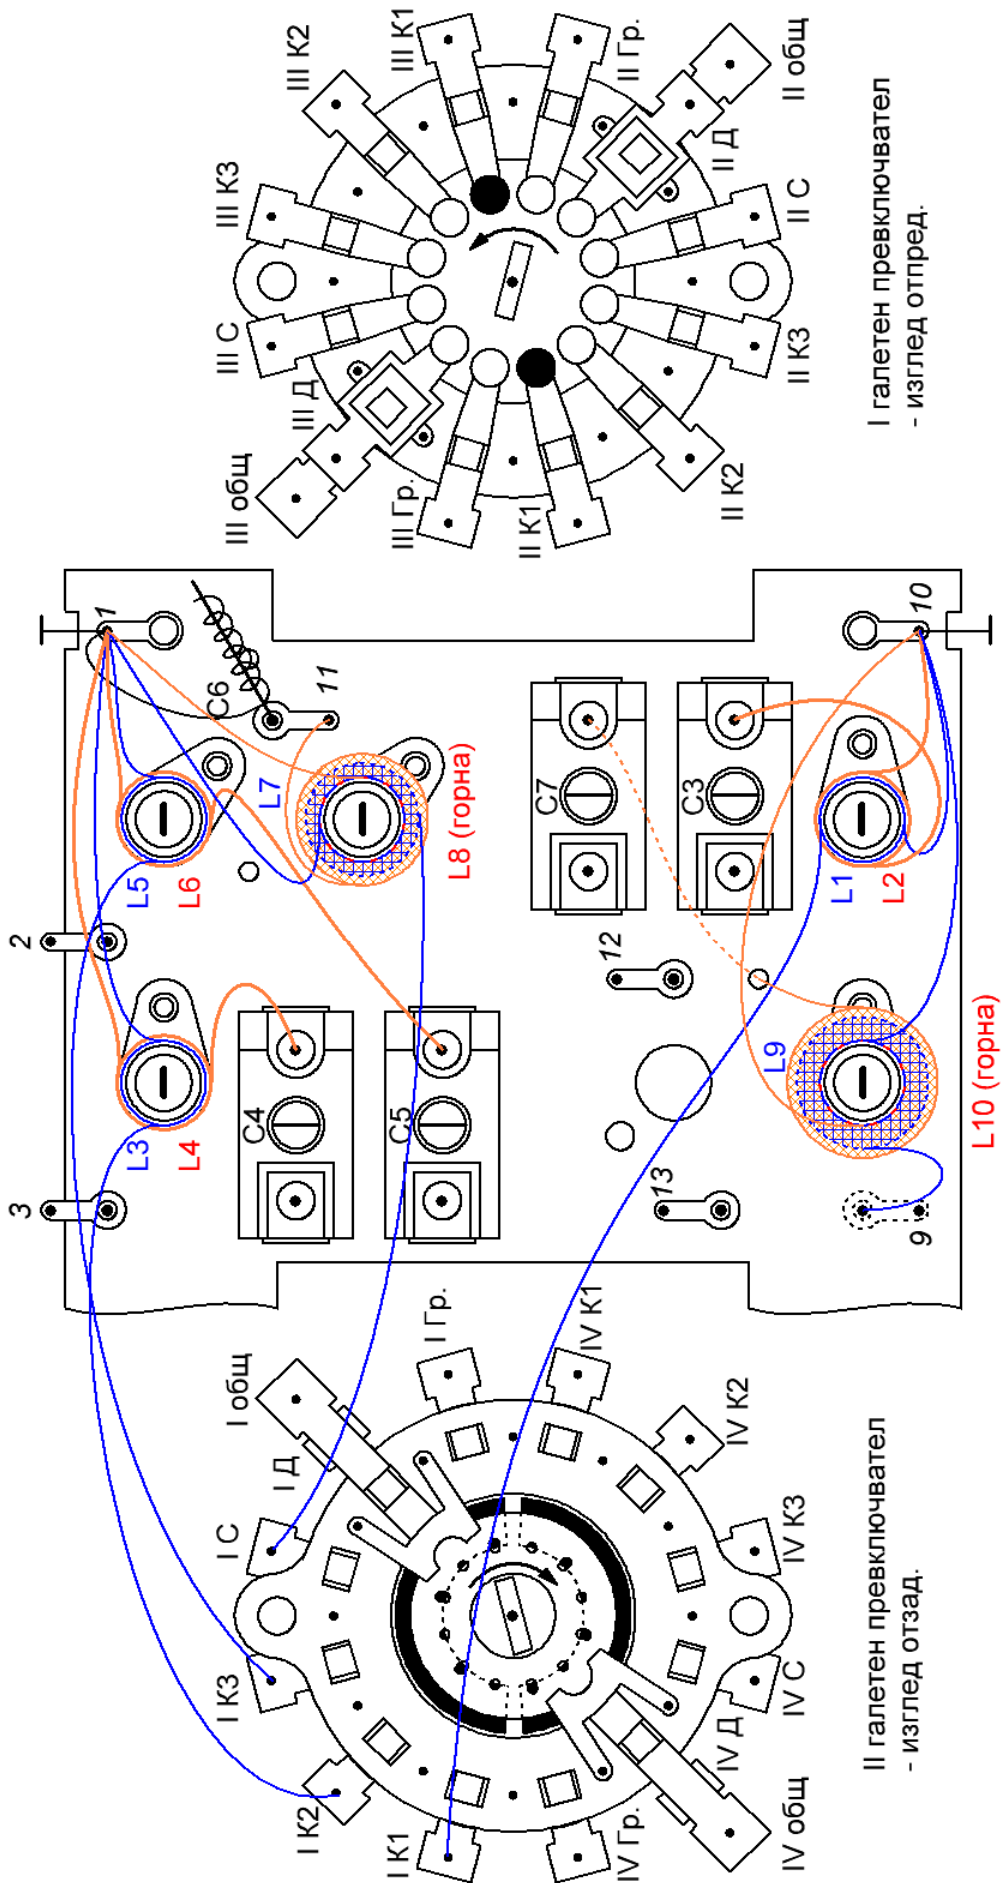 III общ
III Д
III С
III К3
III К2
III К1
III Гр.
II К1
II К2
II К3
II С
II Д
II общ
II Гр.
I галетен превключвател
- изглед отпред.
3
2
1
L3
L4
L5
L6
C6
L7
11
L8 (горна)
C4
C5
C7
C3
12
13
L1
L2
L9
10
9
L10 (горна)
I К1
I К2
I К3
I С
I Д
I общ
I Гр.
IV К1
IV К2
IV К3
IV С
IV Д
IV общ
IV Гр.
II галетен превключвател
- изглед отзад.